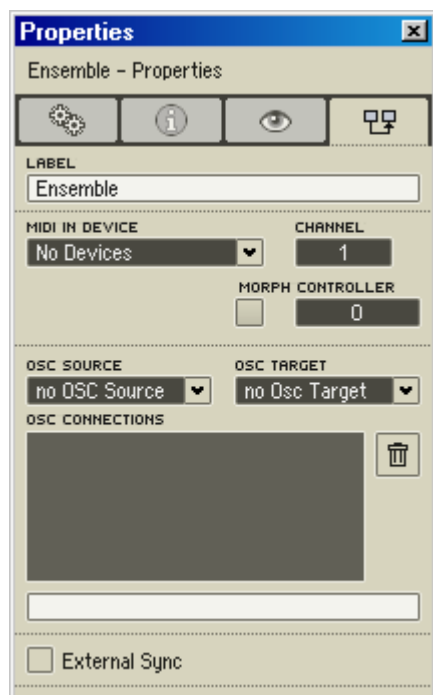 Properties
Ensemble – Properties
LABEL
Ensemble
MIDI IN DEVICE CHANNEL
No Devices 1
MORPH CONTROLLER
0
OSC SOURCE OSC TARGET
no OSC Source no Osc Target
OSC CONNECTIONS
External Sync